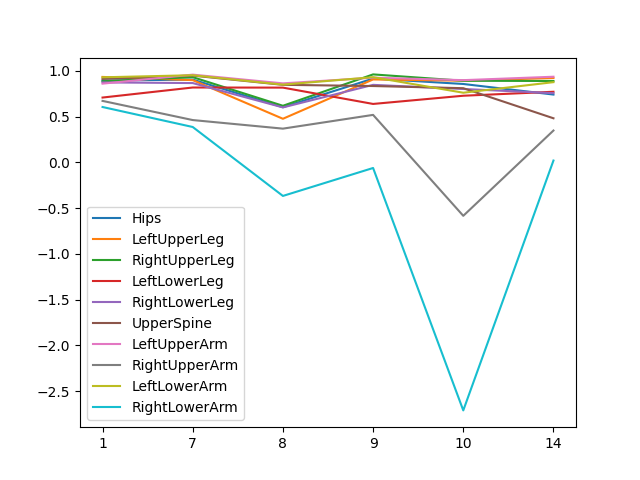 1.0
0.5
0.0
−0.5
−1.0
−1.5
−2.0
−2.5
Hips
LeftUpperLeg
RightUpperLeg
LeftLowerLeg
RightLowerLeg
UpperSpine
LeftUpperArm
RightUpperArm
LeftLowerArm
RightLowerArm
1 7 8 9 10 14